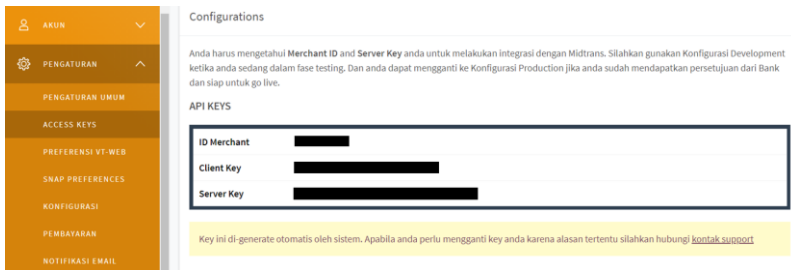 AKUN
PENGATURAN
PENGATURAN UMUM
ACCESS KEYS
PREFERENSI VT-WEB
SNAP PREFERENCES
KONFIGURASI
PEMBAYARAN
NOTIFIKASI EMAIL
Configurations
Anda harus mengetahui Merchant ID and Server Key anda untuk melakukan integrasi dengan Midtrans. Silahkan gunakan Konfigurasi Development
ketika anda sedang dalam fase testing. Dan anda dapat mengganti ke Konfigurasi Production jika anda sudah mendapatkan persetujuan dari Bank
dan siap untuk go live.
API KEYS
ID Merchant
Client Key
Server Key
Key ini di-generate otomatis oleh sistem. Apabila anda perlu mengganti key anda karena alasan tertentu silahkan hubungi kontak support